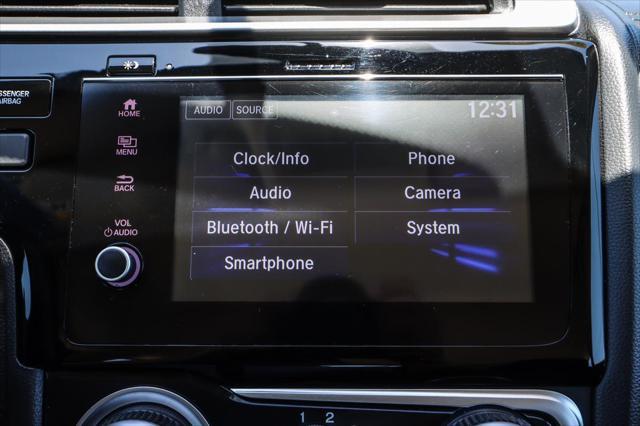 PASSENGER
AIRBAG
HOME
MENU
BACK
VOL
AUDIO
AUDIO SOURCE 12:31
Clock/Info Phone
Audio Camera
Bluetooth / Wi-Fi System
Smartphone
1 2